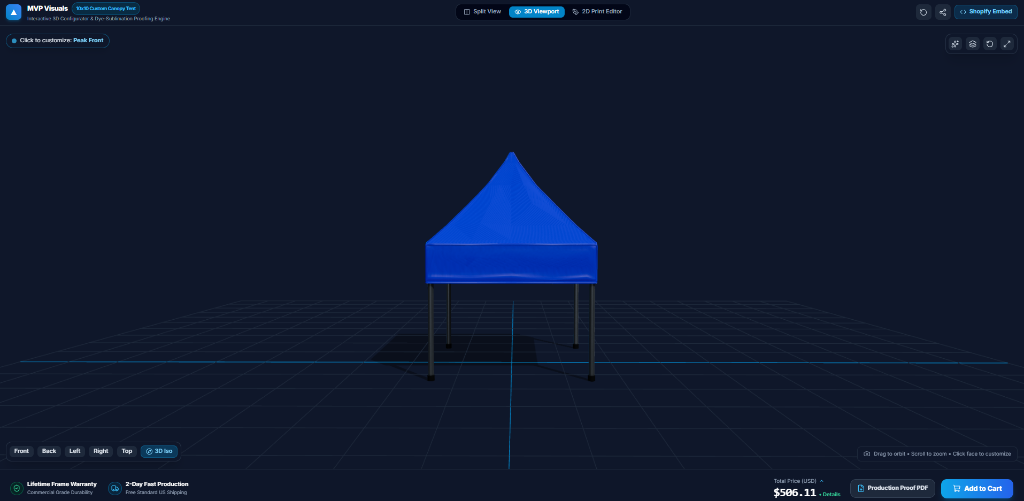 MVP Visuals
10x10 Custom Canopy Tent
Interactive 3D Configurator & Dye-Sublimation Proofing Engine
Split View
3D Viewport
2D Print Editor
Shopify Embed
Click to customize: Peak Front
Front
Back
Left
Right
Top
3D Iso
Drag to orbit • Scroll to zoom • Click face to customize
Lifetime Frame Warranty
Commercial Grade Durability
2-Day Fast Production
Free Standard US Shipping
Total Price (USD)
$506.11 • Details
Production Proof PDF
Add to Cart